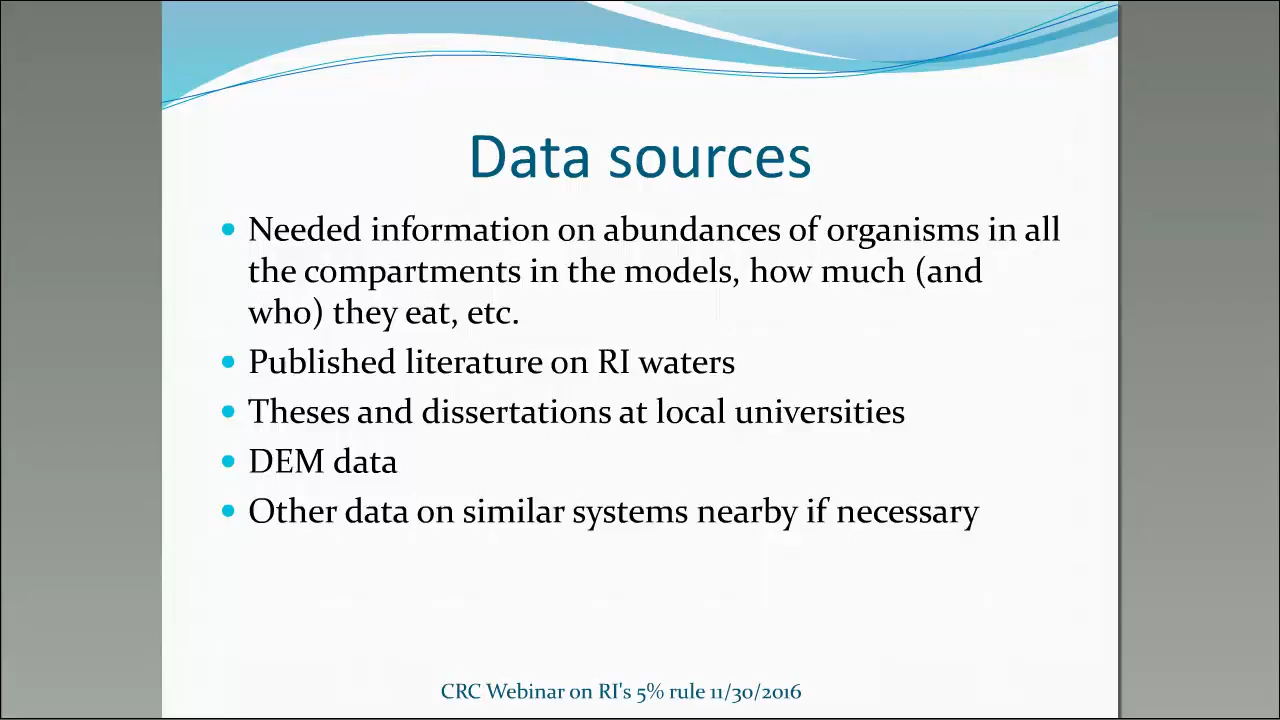 Data sources
• Needed information on abundances of organisms in all
the compartments in the models, how much (and
who) they eat, etc.
• Published literature on RI waters
• Theses and dissertations at local universities
• DEM data
• Other data on similar systems nearby if necessary
CRC Webinar on RI's 5% rule 11/30/2016